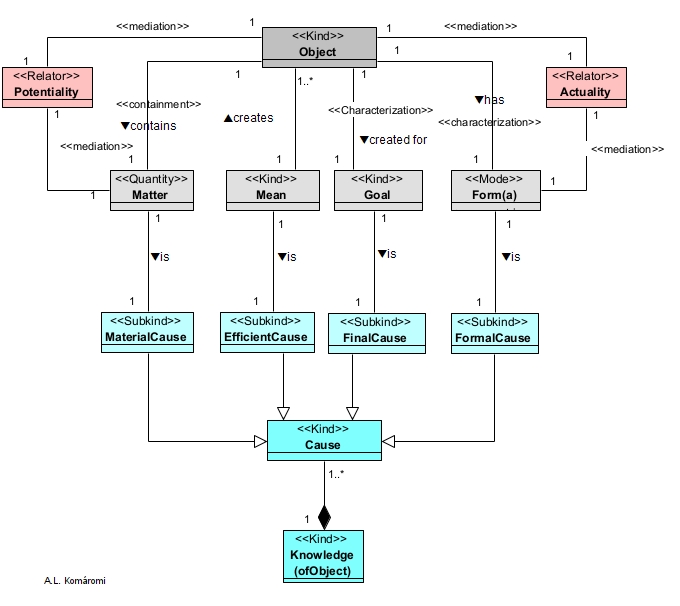 <<mediation>>
1
<<Kind>>
Object
1
<<mediation>>
1
1
1
1
1
1..*
1
<<Relator>>
Potentiality
<<Relator>>
Actuality
1
<<containment>>
▼contains
▲creates
<<Characterization>>
▼created for
▼has
<<characterization>>
1
<<mediation>>
<<mediation>>
1
1
1
1
1
1
<<Quantity>>
Matter
<<Kind>>
Mean
<<Kind>>
Goal
<<Mode>>
Form(a)
1
1
1
1
▼is
▼is
▼is
▼is
1
1
1
1
<<Subkind>>
MaterialCause
<<Subkind>>
EfficientCause
<<Subkind>>
FinalCause
<<Subkind>>
FormalCause
<<Kind>>
Cause
1..*
1
<<Kind>>
Knowledge
(ofObject)
A.L. Komáromi